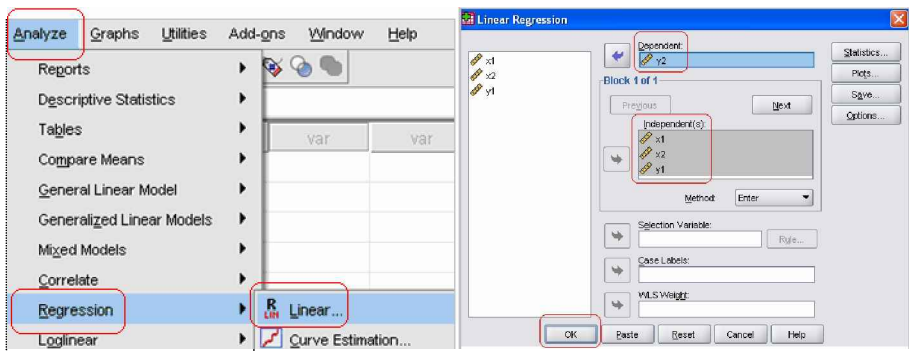 Analyze Graphs Utilities Add-ons Window Help
Reports
Descriptive Statistics
Tables
Compare Means
General Linear Model
Generalized Linear Models
Mixed Models
Correlate
Regression
Loglinear
var var
R LIN Linear...
Curve Estimation...
Linear Regression
x1
x2
y1
Dependent:
y2
Block 1 of 1
Previous Next
Independent(s):
x1
x2
y1
Method: Enter
Selection Variable:
Rule...
Case Labels:
WLS Weight:
Statistics...
Plots...
Save...
Options...
OK Paste Reset Cancel Help